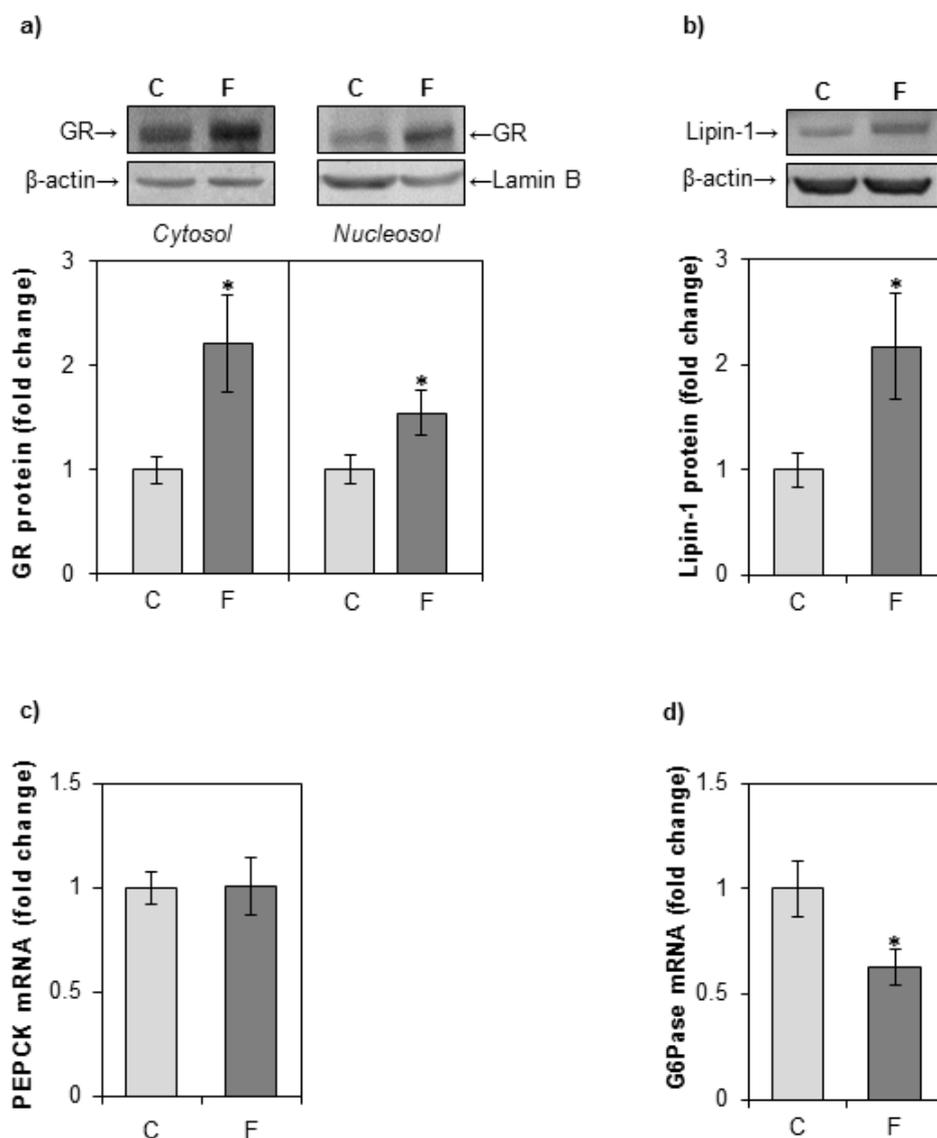 a)
C F C F
GR→ ←GR
β-actin→ ←Lamin B
Cytosol Nucleosol
GR protein (fold change)
3
2
1
0
* *
C F C F
b)
C F
Lipin-1→
β-actin→
Lipin-1 protein (fold change)
3
2
1
0
*
C F
c)
PEPCK mRNA (fold change)
1.5
1
0.5
0
C F
d)
G6Pase mRNA (fold change)
1.5
1
0.5
0
*
C F